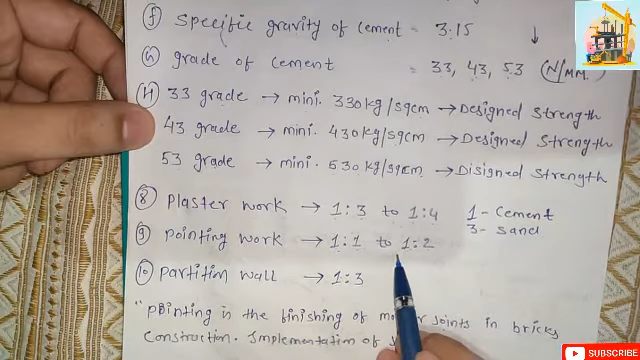 (f) Specific gravity of cement = 3.15 ↓
(G) grade of cement = 33, 43, 53 (N/MM.
(H) 33 grade → mini. 330 kg/sqcm → Designed Strength
43 grade → mini. 430 kg/sqcm → Designed Strength
53 grade → mini. 530 kg/sqcm → Disigned Strength
(8) Plaster work → 1:3 to 1:4 1 - Cement
3 - Sand
(9) Pointing work → 1:1 to 1:2
(10) Partition wall → 1:3
"Pointing is the finishing of joints in bricks
Construction. Implementation of
SUBSCRIBE